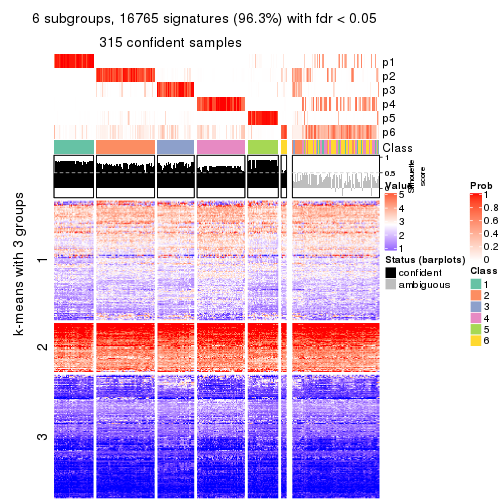 6 subgroups, 16765 signatures (96.3%) with fdr < 0.05
315 confident samples
p1
p2
p3
p4
p5
p6
Class
1
0.5
0
Silhouette
score
k-means with 3 groups
1
2
3
Value
5
4
3
2
1
Status (barplots)
confident
ambiguous
Prob
1
0.8
0.6
0.4
0.2
0
Class
1
2
3
4
5
6